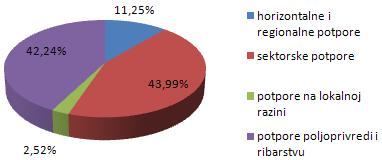 11,25%
42,24%
43,99%
2,52%
horizontalne i
regionalne potpore
sektorske potpore
potpore na lokalnoj
razini
potpore poljoprivredi i
ribarstvu